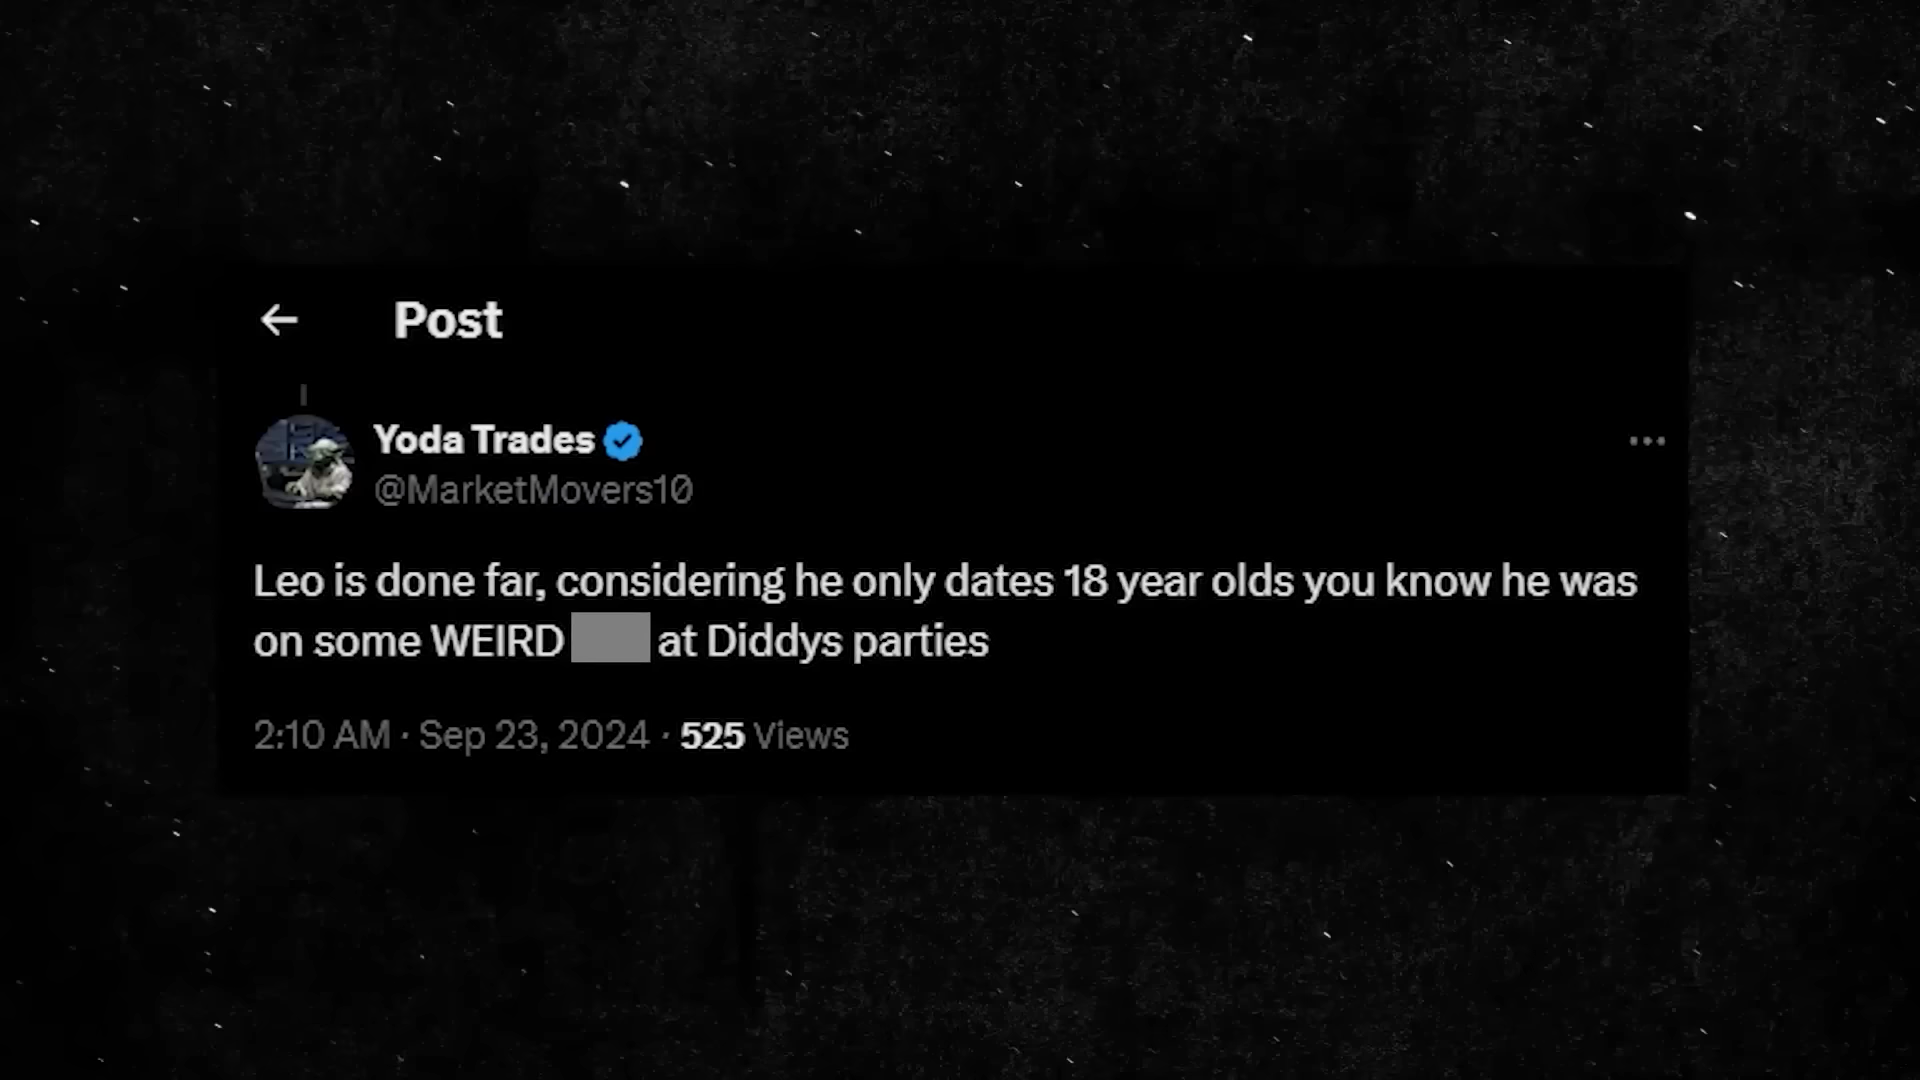 Post
Yoda Trades
@MarketMovers10
Leo is done far, considering he only dates 18 year olds you know he was
on some WEIRD at Diddys parties
2:10 AM · Sep 23, 2024 · 525 Views